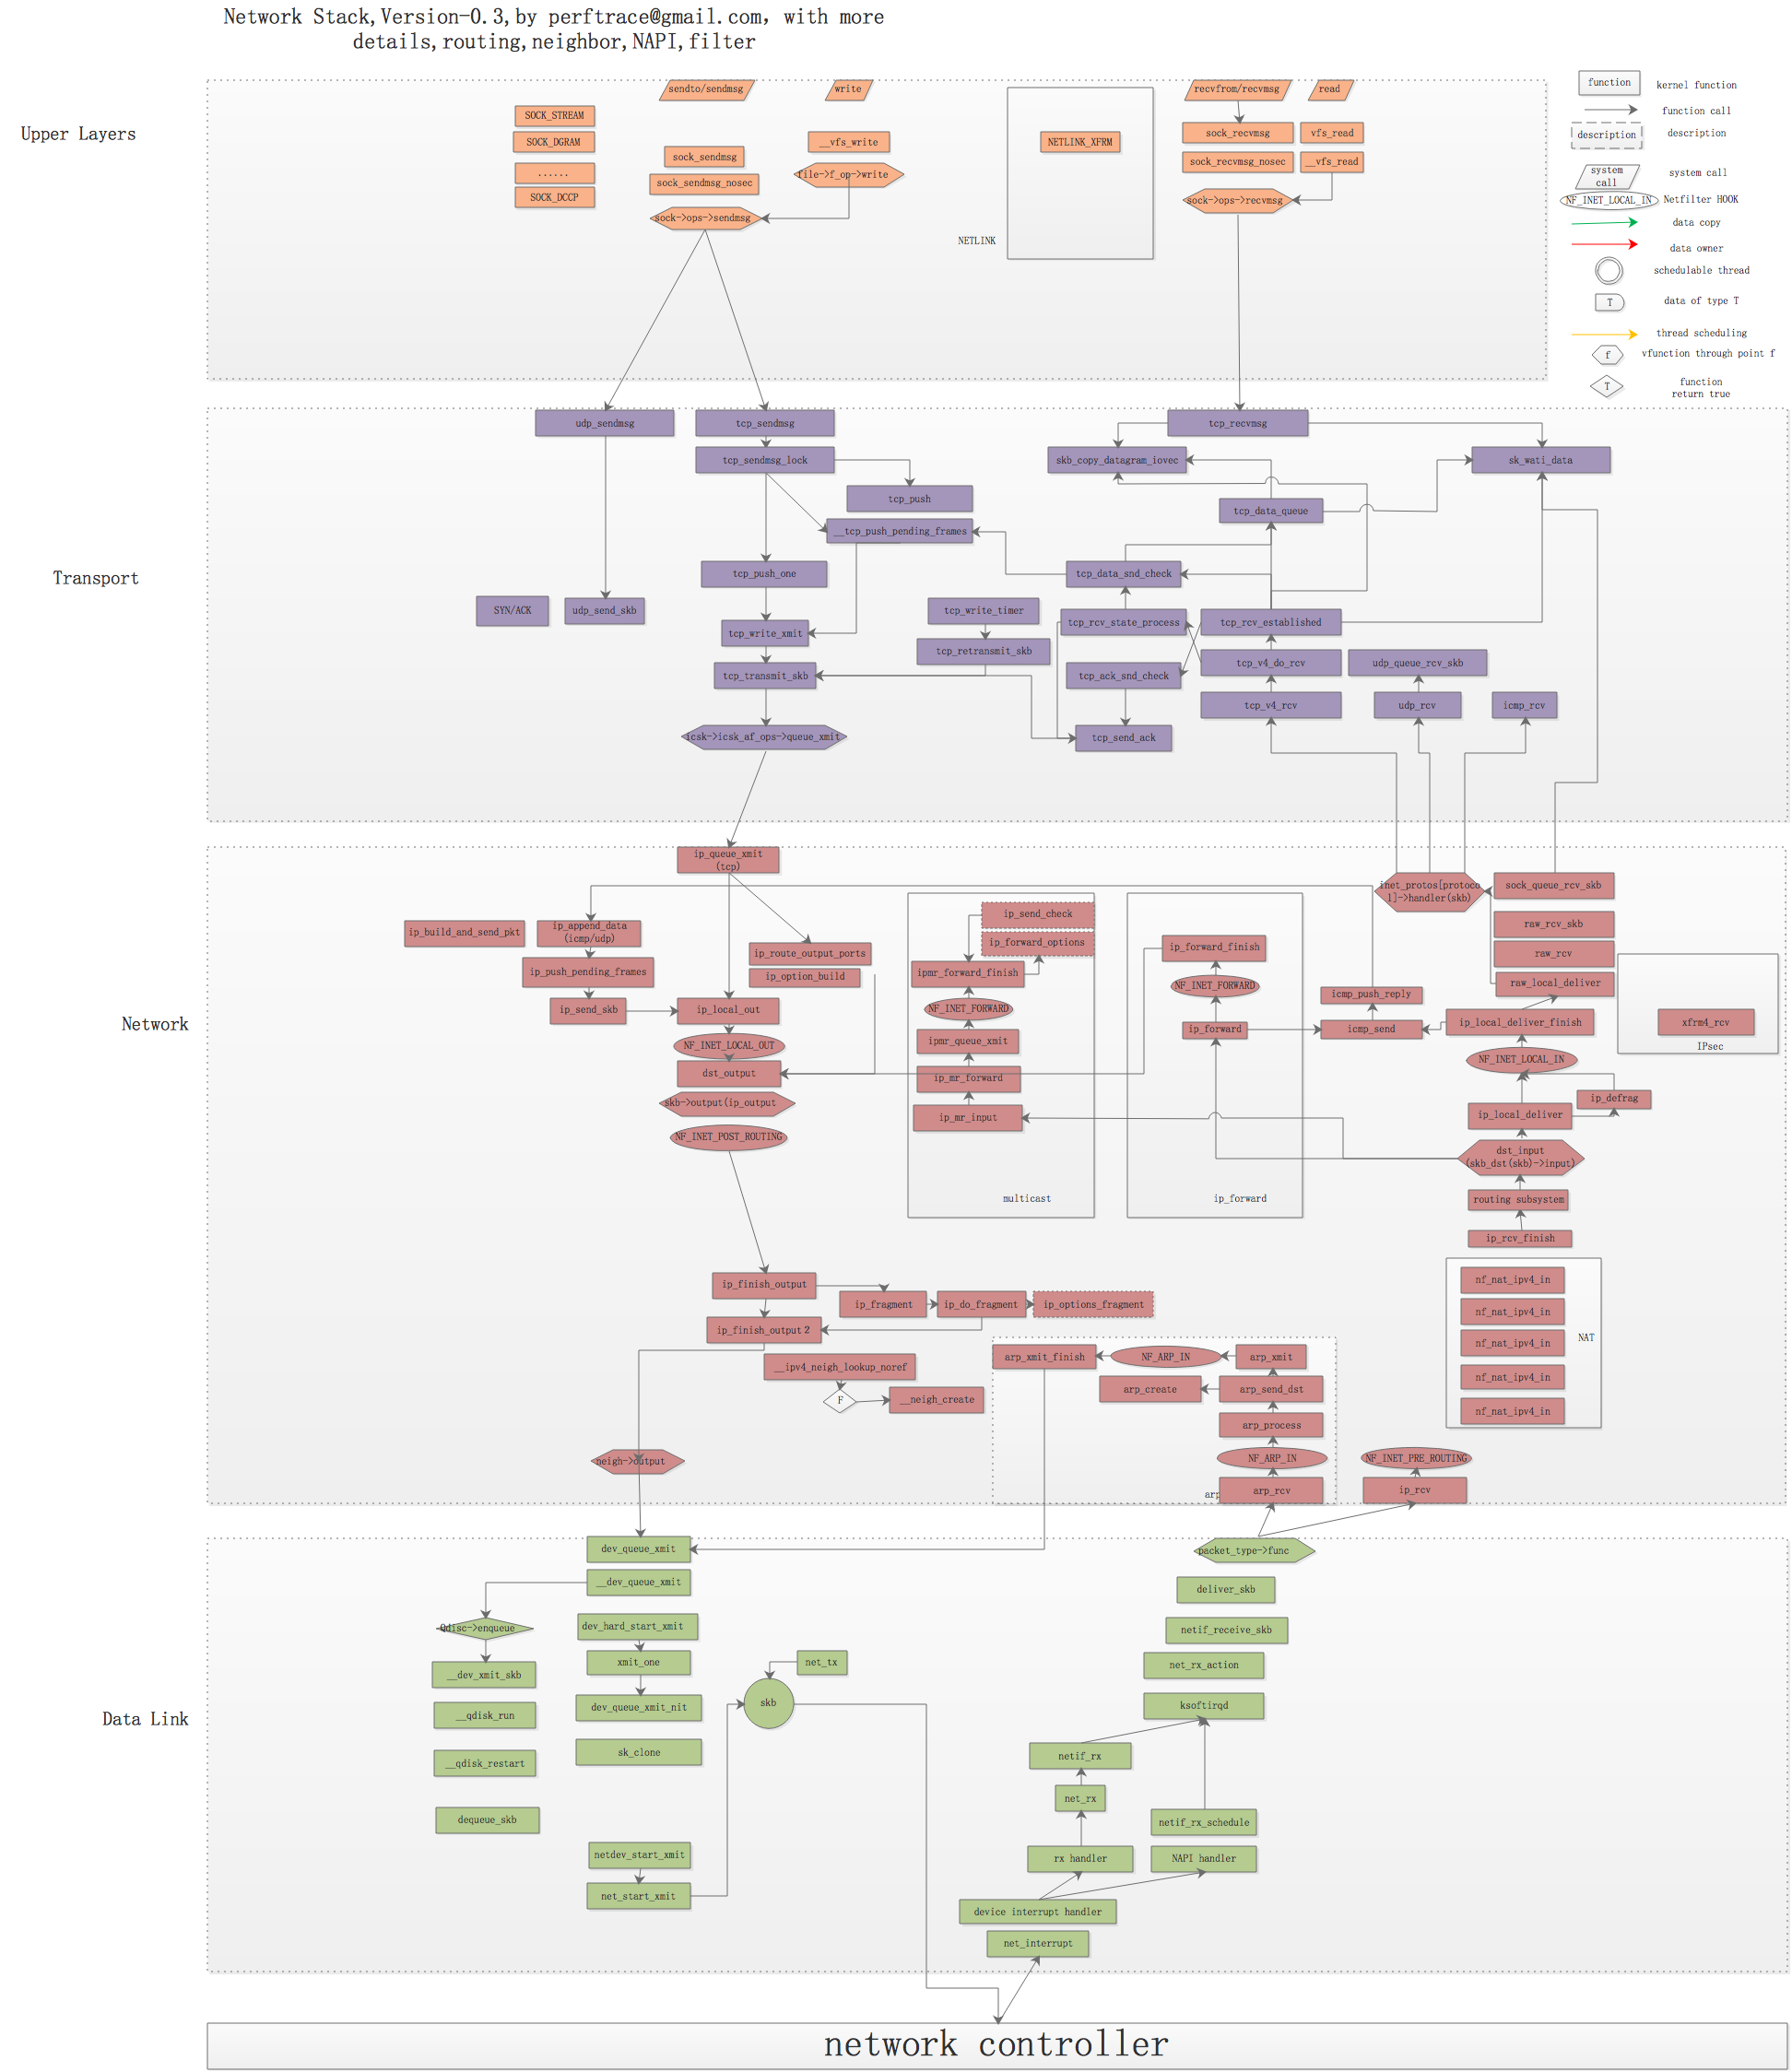 Network Stack,Version-0.3,by perftrace@gmail.com, with more
details,routing,neighbor,NAPI,filter
Upper Layers
sendto/sendmsg
write
recvfrom/recvmsg
read
SOCK_STREAM
SOCK_DGRAM
......
SOCK_DCCP
sock_sendmsg
sock_sendmsg_nosec
sock->ops->sendmsg
__vfs_write
file->f_op->write
NETLINK_XFRM
NETLINK
sock_recvmsg
vfs_read
sock_recvmsg_nosec
__vfs_read
sock->ops->recvmsg
function
kernel function
function call
description
description
system
call
system call
NF_INET_LOCAL_IN
Netfilter HOOK
data copy
data owner
schedulable thread
T
data of type T
thread scheduling
f
vfunction through point f
T
function
return true
Transport
udp_sendmsg
tcp_sendmsg
tcp_recvmsg
tcp_sendmsg_lock
skb_copy_datagram_iovec
sk_wati_data
tcp_push
tcp_data_queue
__tcp_push_pending_frames
tcp_push_one
tcp_data_snd_check
SYN/ACK
udp_send_skb
tcp_write_timer
tcp_rcv_state_process
tcp_rcv_established
tcp_write_xmit
tcp_retransmit_skb
tcp_v4_do_rcv
udp_queue_rcv_skb
tcp_transmit_skb
tcp_ack_snd_check
tcp_v4_rcv
udp_rcv
icmp_rcv
icsk->icsk_af_ops->queue_xmit
tcp_send_ack
Network
ip_queue_xmit
(tcp)
inet_protos[protoco
l]->handler(skb)
sock_queue_rcv_skb
ip_build_and_send_pkt
ip_append_data
(icmp/udp)
ip_send_check
ip_forward_options
ip_forward_finish
raw_rcv_skb
raw_rcv
ip_route_output_ports
ip_option_build
ip_push_pending_frames
ipmr_forward_finish
NF_INET_FORWARD
raw_local_deliver
icmp_push_reply
ip_send_skb
ip_local_out
NF_INET_FORWARD
ip_forward
icmp_send
ip_local_deliver_finish
xfrm4_rcv
IPsec
NF_INET_LOCAL_OUT
ipmr_queue_xmit
NF_INET_LOCAL_IN
dst_output
ip_mr_forward
ip_defrag
skb->output(ip_output
ip_mr_input
ip_local_deliver
NF_INET_POST_ROUTING
dst_input
(skb_dst(skb)->input)
multicast
ip_forward
routing subsystem
ip_rcv_finish
ip_finish_output
ip_fragment
ip_do_fragment
ip_options_fragment
ip_finish_output2
nf_nat_ipv4_in
nf_nat_ipv4_in
nf_nat_ipv4_in
NAT
nf_nat_ipv4_in
nf_nat_ipv4_in
arp_xmit_finish
NF_ARP_IN
arp_xmit
__ipv4_neigh_lookup_noref
arp_create
arp_send_dst
F
__neigh_create
arp_process
neigh->output
NF_ARP_IN
NF_INET_PRE_ROUTING
arp
arp_rcv
ip_rcv
Data Link
dev_queue_xmit
packet_type->func
__dev_queue_xmit
deliver_skb
Qdisc->enqueue
dev_hard_start_xmit
netif_receive_skb
__dev_xmit_skb
xmit_one
net_tx
net_rx_action
__qdisk_run
dev_queue_xmit_nit
skb
ksoftirqd
__qdisk_restart
sk_clone
netif_rx
net_rx
dequeue_skb
netif_rx_schedule
netdev_start_xmit
rx handler
NAPI handler
net_start_xmit
device interrupt handler
net_interrupt
network controller